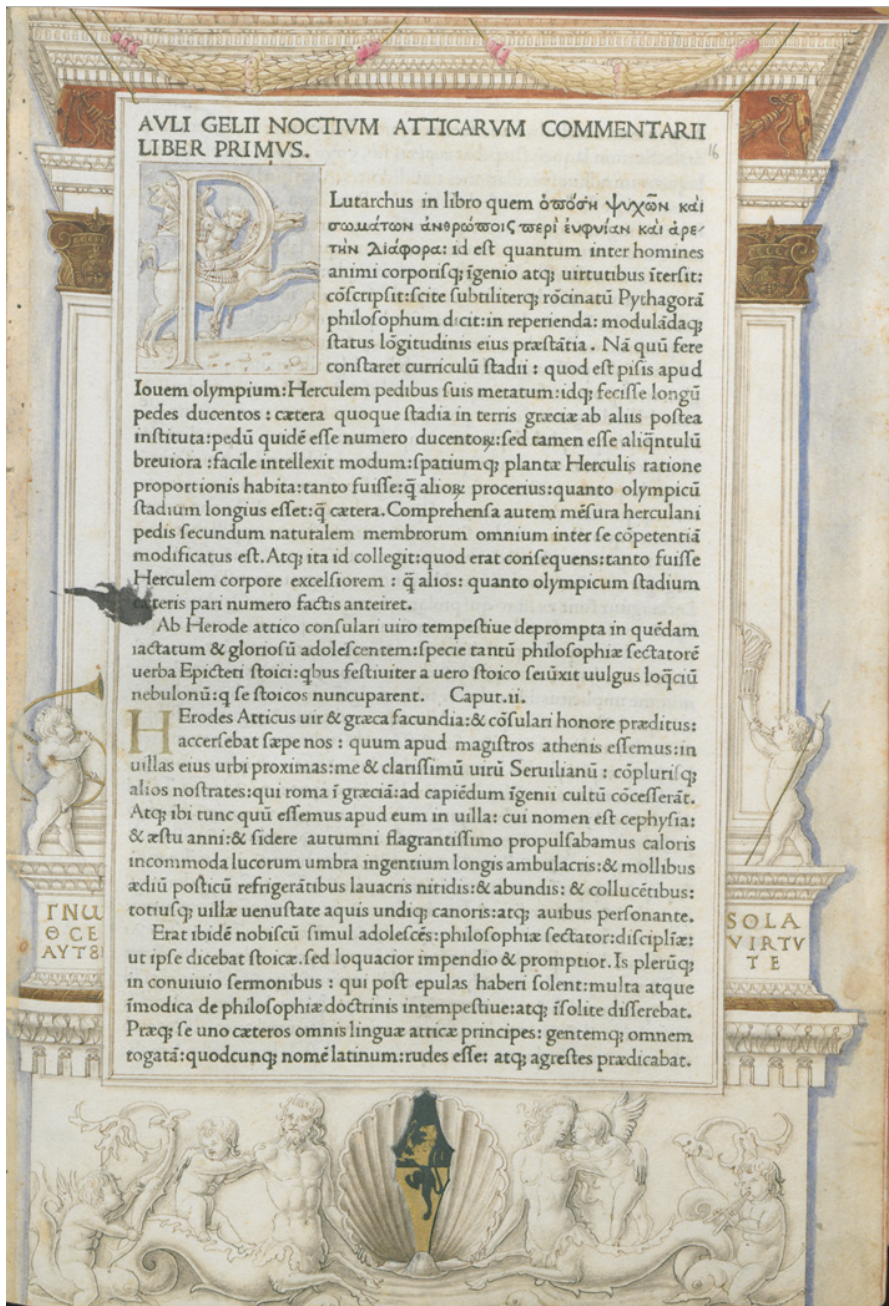 AVLI GELII NOCTIVM ATTICARVM COMMENTARII
LIBER PRIMVS.
16
PLutarchus in libro quem ὁπόση ψυχῶν καὶ
σωμάτων ἀνθρώποις περὶ ἐυφυίαν καὶ ἀρε-
τὴν Διάφορα: id eſt quantum inter homines
animi corporiſq; īgenio atq; uirtutibus īterſit:
cōſcripſit:ſcite ſubtiliterq; rōcinatū Pythagorā
philoſophum dicit:in reperienda: modulādaq;
ſtatus lōgitudinis eius præſtātia. Nā quū fere
conſtaret curriculū ſtadii : quod eſt piſis apud
Iouem olympium:Herculem pedibus ſuis metatum:idq; feciſſe longū
pedes ducentos : cætera quoque ſtadia in terris græciæ ab aliis poſtea
inſtituta:pedū quidē eſſe numero ducentoꝝ:ſed tamen eſſe aliq̄ntulū
breuiora :facile intellexit modum:ſpatiumq; plantæ Herculis ratione
proportionis habita:tanto fuiſſe:q̄ alioꝝ procerius:quanto olympicū
ſtadium longius eſſet:q̄ cætera.Comprehenſa autem mēſura herculani
pedis ſecundum naturalem membrorum omnium inter ſe cōpetentiā
modificatus eſt.Atq; ita id collegit:quod erat conſequens:tanto fuiſſe
Herculem corpore excelſiorem : q̄ alios: quanto olympicum ſtadium
cæteris pari numero factis anteiret.
Ab Herode attico conſulari uiro tempeſtiue deprompta in quēdam
iactatum & glorioſū adoleſcentem:ſpecie tantū philoſophiæ ſectatorē
uerba Epicteti ſtoici:qbus feſtiuiter a uero ſtoico ſeiūxit uulgus loq̄ciū
nebulonū:q ſe ſtoicos nuncuparent. Caput.ii.
HErodes Atticus uir & græca facundia:& cōſulari honore præditus:
accerſebat ſæpe nos : quum apud magiſtros athenis eſſemus:in
uillas eius urbi proximas:me & clariſſimū uirū Seruilianū : cōpluriſq;
alios noſtrates:qui roma ī græciā:ad capiēdum īgenii cultū cōceſſerāt.
Atq; ibi tunc quū eſſemus apud eum in uilla: cui nomen eſt cephyſia:
& æſtu anni:& ſidere autumni flagrantiſſimo propulſabamus caloris
incommoda lucorum umbra ingentium longis ambulacris:& mollibus
ædiū poſticū refrigerātibus lauacris nitidis:& abundis: & collucētibus:
totiuſq; uillæ uenuſtate aquis undiq; canoris:atq; auibus perſonante.
Erat ibidē nobiſcū ſimul adoleſcēs:philoſophiæ ſectator:diſciplīæ:
ut ipſe dicebat ſtoicæ.ſed loquacior impendio & promptior.Is plerūq;
in conuiuio ſermonibus : qui poſt epulas haberi ſolent:multa atque
īmodica de philoſophiæ doctrinis intempeſtiue:atq; īſolite diſſerebat.
Præq; ſe uno cæteros omnis linguæ atticæ principes: gentemq; omnem
togatā:quodcunq; nomē latinum:rudes eſſe: atq; agreſtes prædicabat.
ΓΝΩ
Θ CE
ΑΥΤ8
SOLA
VIRTV
TE